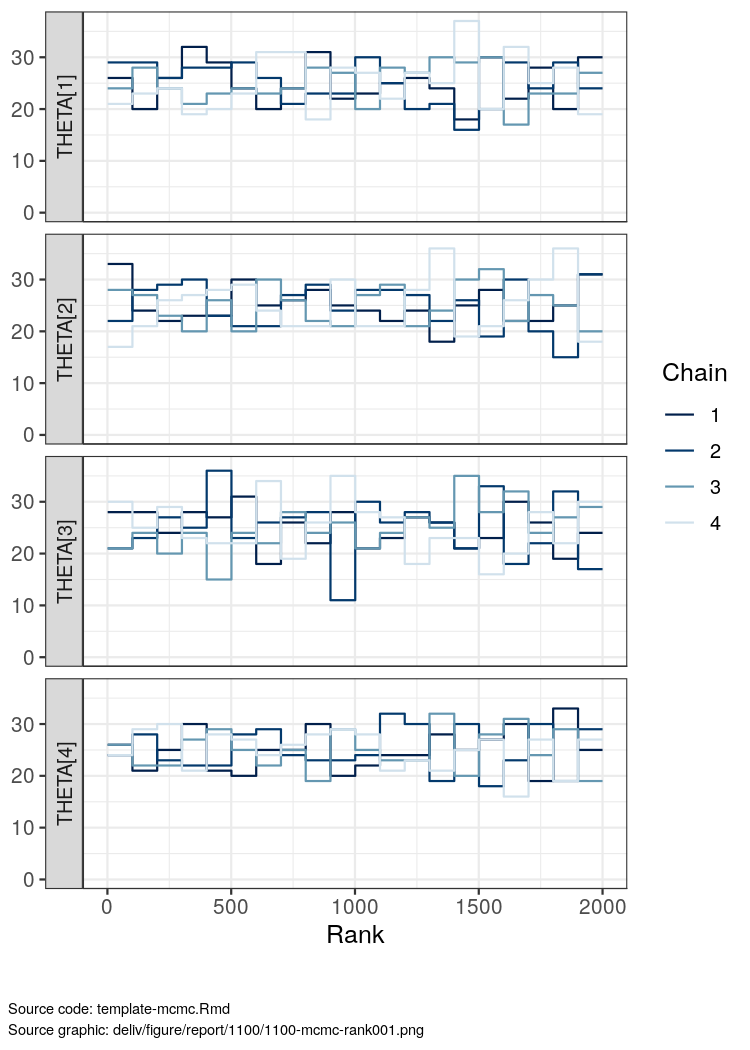 THETA[1]
30
20
10
0
THETA[2]
30
20
10
0
THETA[3]
30
20
10
0
THETA[4]
30
20
10
0
0 500 1000 1500 2000
Rank
Chain
1
2
3
4
Source code: template-mcmc.Rmd
Source graphic: deliv/figure/report/1100/1100-mcmc-rank001.png